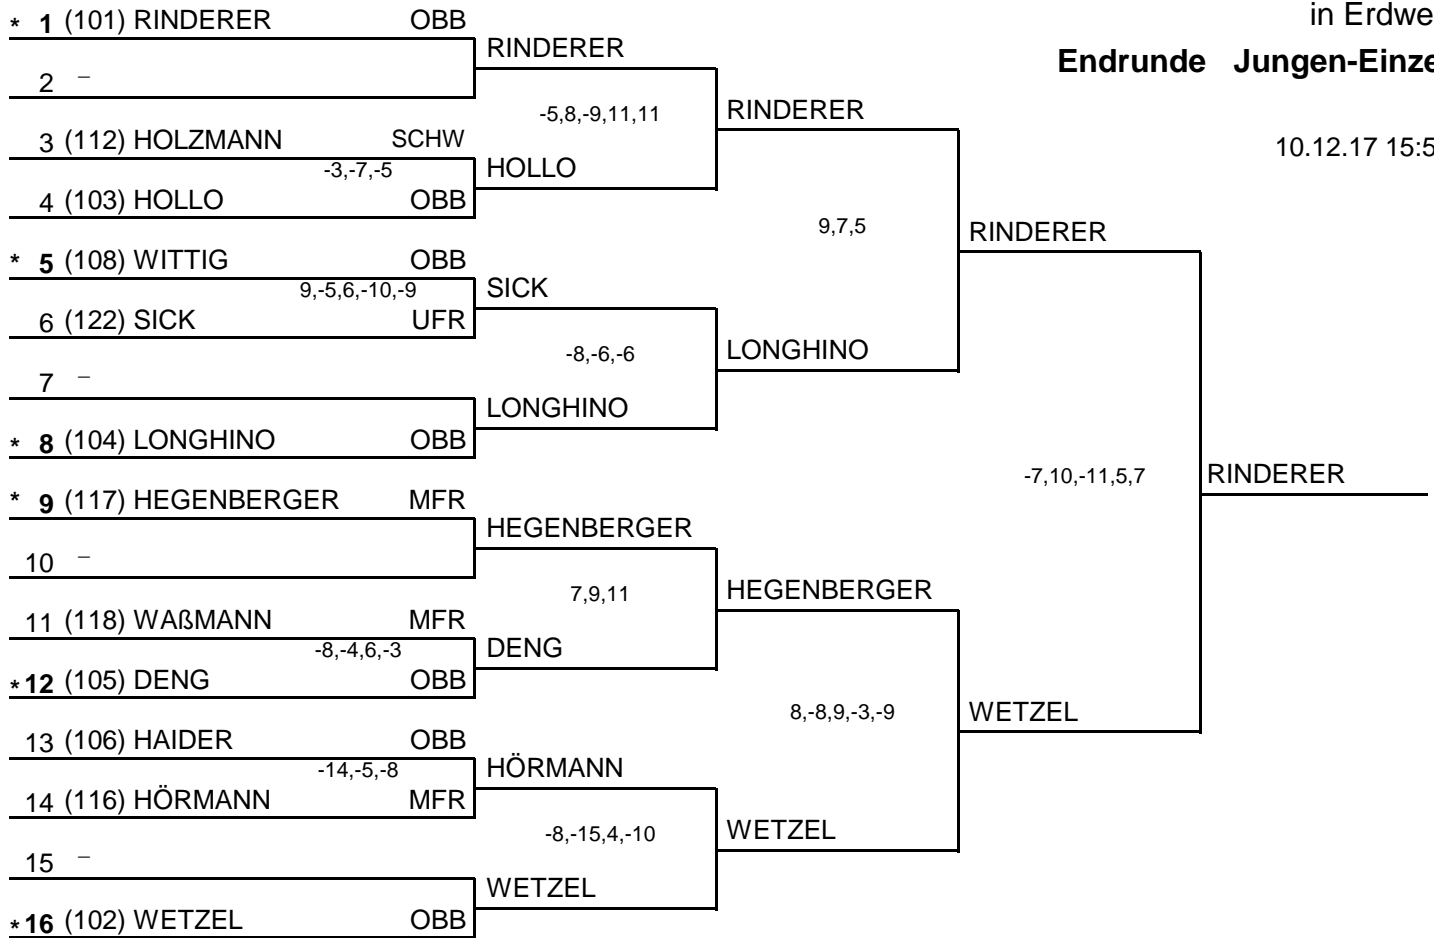 in Erdwe
Endrunde Jungen-Einze
10.12.17 15:5
* 1 (101) RINDERER OBB
RINDERER
2 –
-5,8,-9,11,11
RINDERER
3 (112) HOLZMANN SCHW
-3,-7,-5
HOLLO
4 (103) HOLLO OBB
9,7,5
RINDERER
* 5 (108) WITTIG OBB
9,-5,6,-10,-9
SICK
6 (122) SICK UFR
-8,-6,-6
LONGHINO
7 –
LONGHINO
* 8 (104) LONGHINO OBB
-7,10,-11,5,7
RINDERER
* 9 (117) HEGENBERGER MFR
HEGENBERGER
10 –
7,9,11
HEGENBERGER
11 (118) WAßMANN MFR
-8,-4,6,-3
DENG
* 12 (105) DENG OBB
8,-8,9,-3,-9
WETZEL
13 (106) HAIDER OBB
-14,-5,-8
HÖRMANN
14 (116) HÖRMANN MFR
-8,-15,4,-10
WETZEL
15 –
WETZEL
* 16 (102) WETZEL OBB